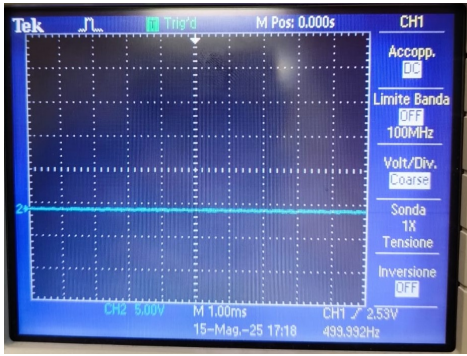 Tek Trig'd M Pos: 0.000s CH1
Accopp.
DC
Limite Banda
OFF
100MHz
Volt/Div.
Coarse
Sonda
1X
Tensione
Inversione
OFF
2
CH2 5.00V M 1.00ms CH1 2.53V
15-Mag.-25 17:18 499.992Hz